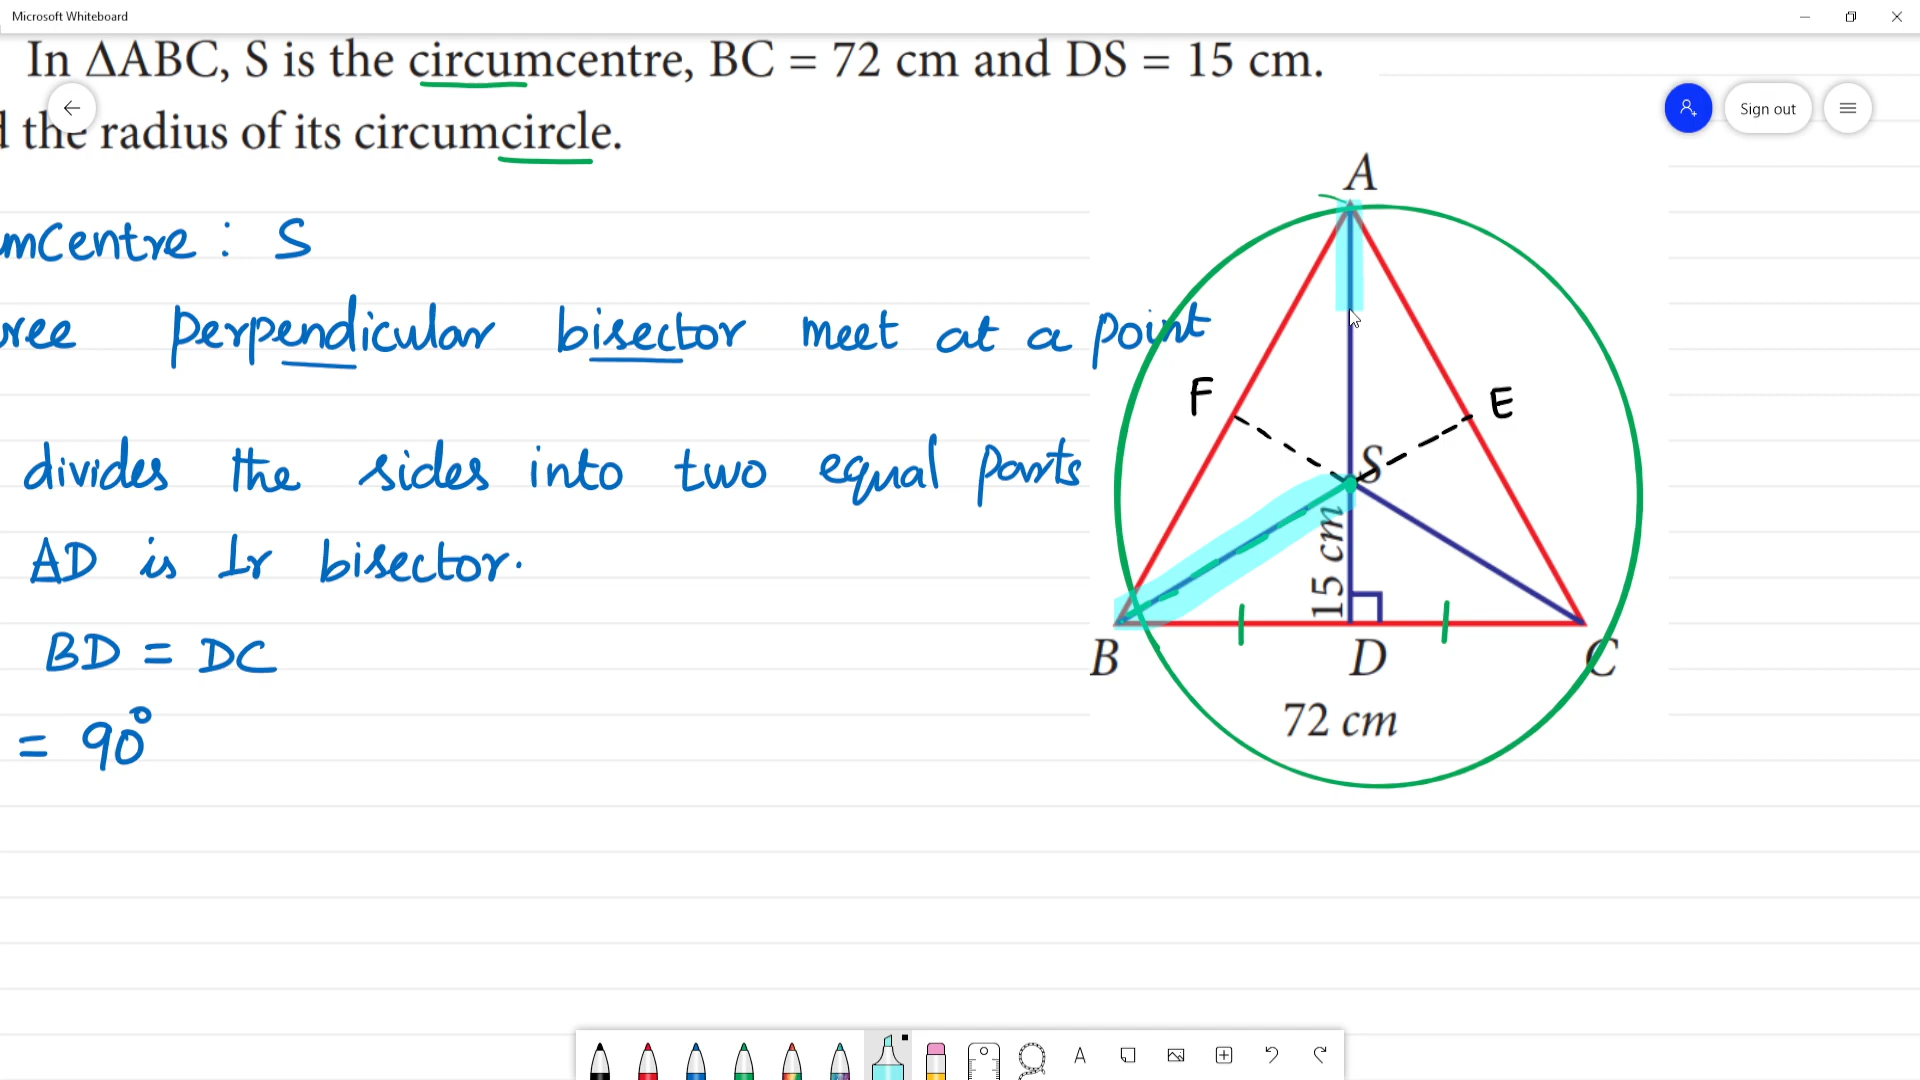 Microsoft Whiteboard
In ΔABC, S is the circumcentre, BC = 72 cm and DS = 15 cm.
the radius of its circumcircle.
Sign out
A
mCentre : S
ree perpendicular bisector meet at a point
F
E
divides the sides into two equal parts
S
15 cm
AD is ⊥r bisector.
BD = DC
B
D
C
= 90°
72 cm
A